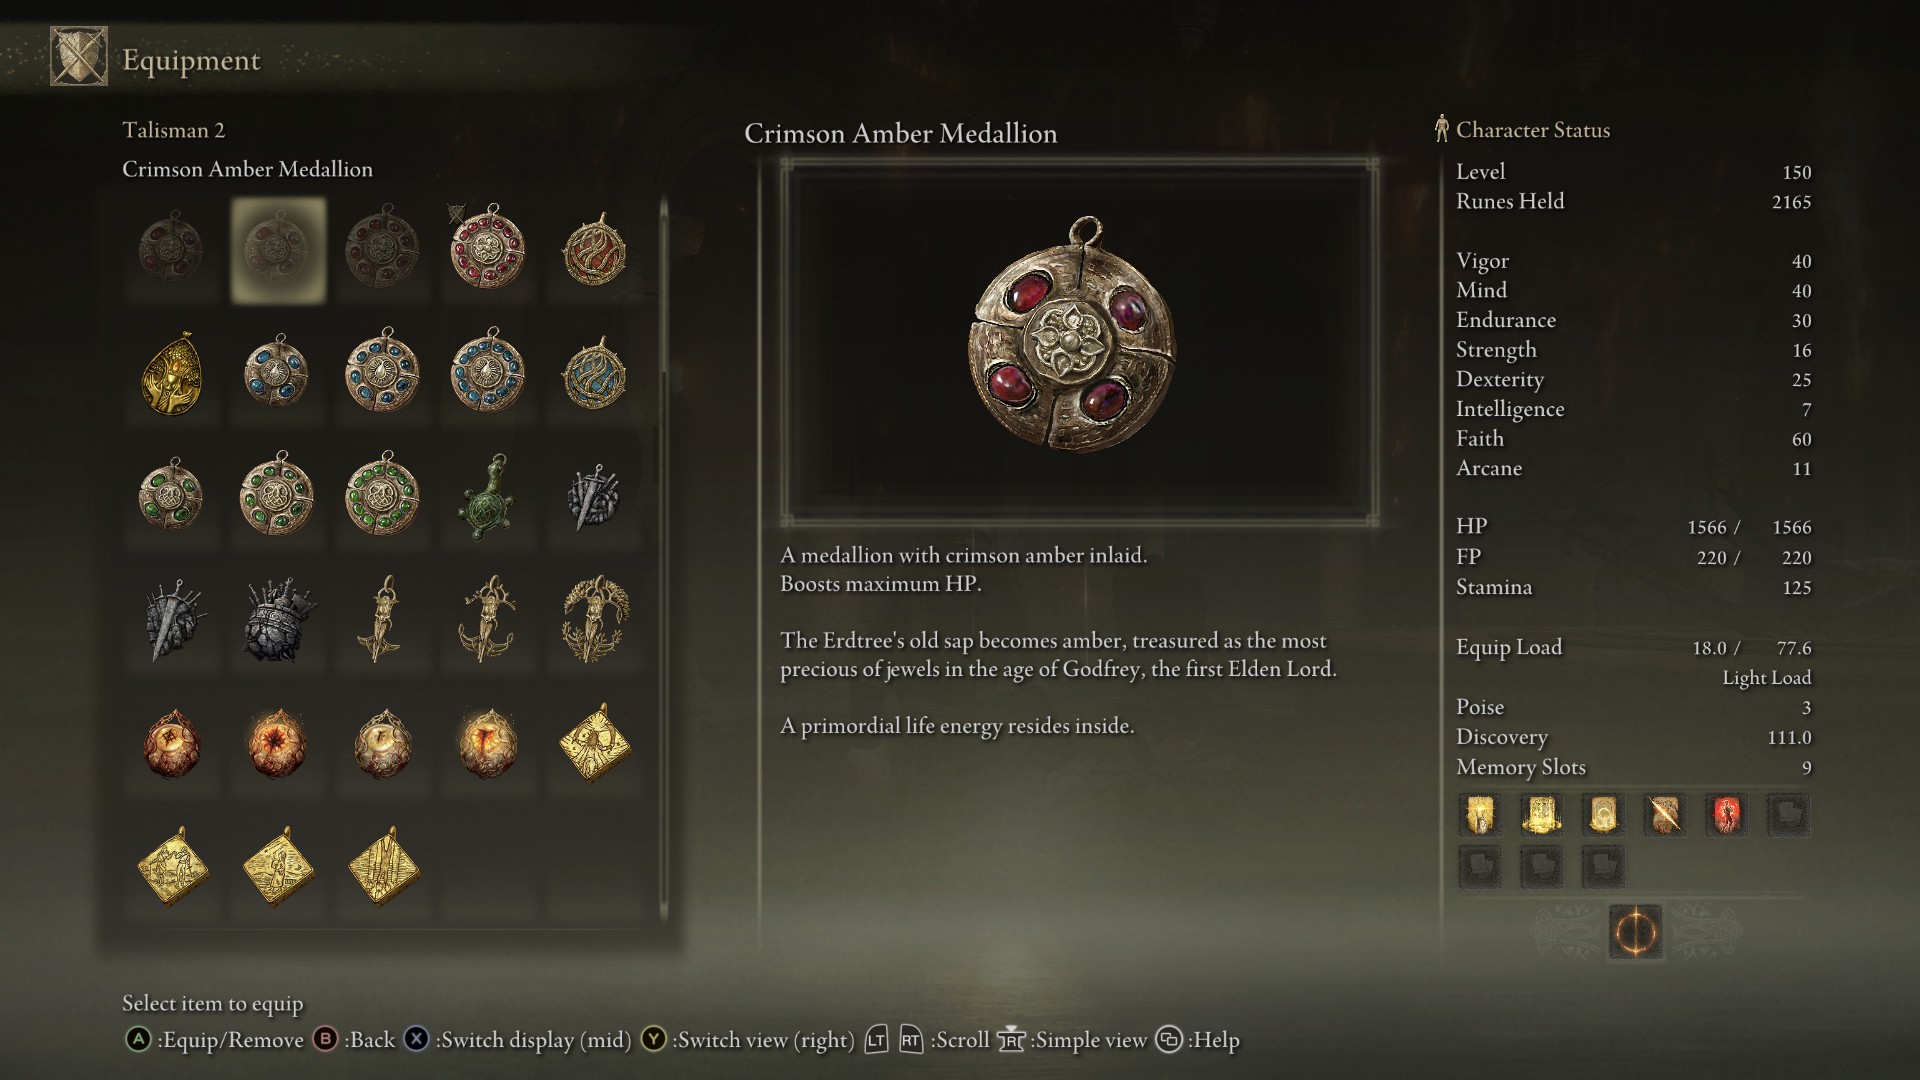 Equipment
Talisman 2
Crimson Amber Medallion
Crimson Amber Medallion
A medallion with crimson amber inlaid.
Boosts maximum HP.
The Erdtree's old sap becomes amber, treasured as the most
precious of jewels in the age of Godfrey, the first Elden Lord.
A primordial life energy resides inside.
Character Status
Level 150
Runes Held 2165
Vigor 40
Mind 40
Endurance 30
Strength 16
Dexterity 25
Intelligence 7
Faith 60
Arcane 11
HP 1566 / 1566
FP 220 / 220
Stamina 125
Equip Load 18.0 / 77.6
Light Load
Poise 3
Discovery 111.0
Memory Slots 9
Select item to equip
A :Equip/Remove B :Back X :Switch display (mid) Y :Switch view (right) LT RT :Scroll R :Simple view :Help